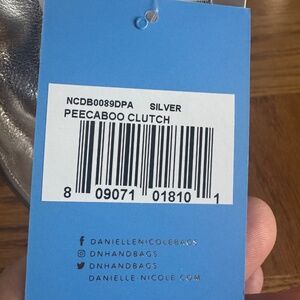 NCDB0089DPA SILVER
PEECABOO CLUTCH
8 09071 01810 1
DANIELLENICOLEBAGS
DNHANDBAGS
DNHANDBAGS
DANIELLE-NICOLE.COM